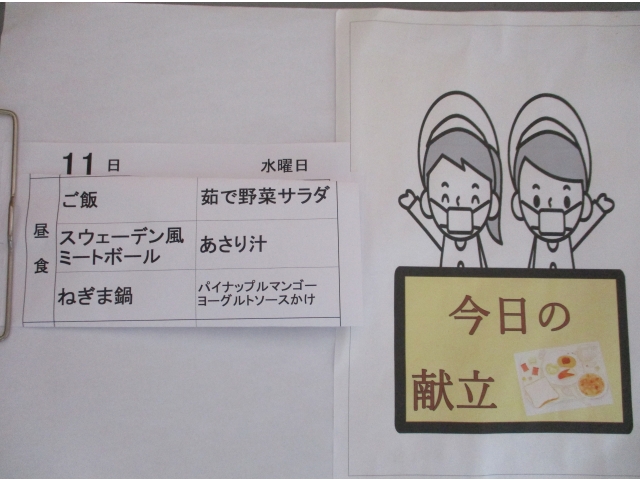 11日 水曜日
昼食
ご飯
茹で野菜サラダ
スウェーデン風
ミートボール
あさり汁
ねぎま鍋
パイナップルマンゴー
ヨーグルトソースかけ
今日の
献立